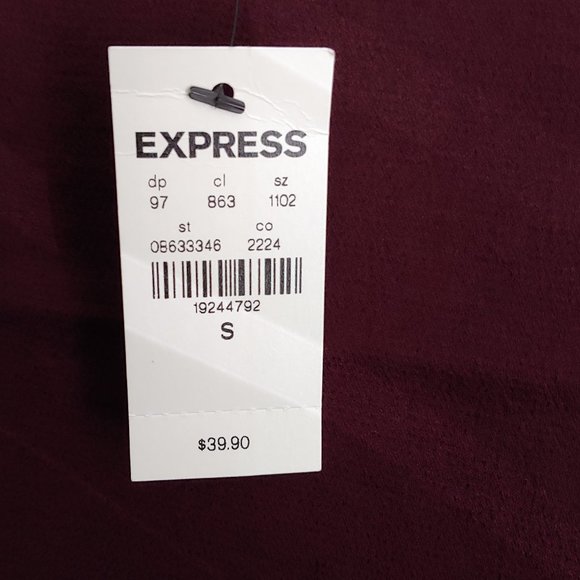 EXPRESS
dp cl sz
97 863 1102
st co
08633346 2224
19244792
S
$39.90